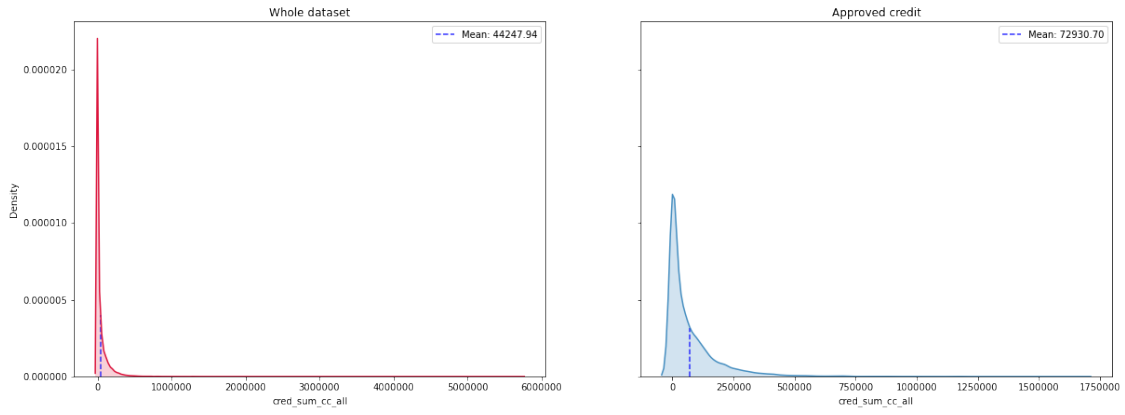 Whole dataset
Mean: 44247.94
0.000020
0.000015
0.000010
0.000005
0.000000
Density
0 1000000 2000000 3000000 4000000 5000000 6000000
cred_sum_cc_all
Approved credit
Mean: 72930.70
0 250000 500000 750000 1000000 1250000 1500000 1750000
cred_sum_cc_all